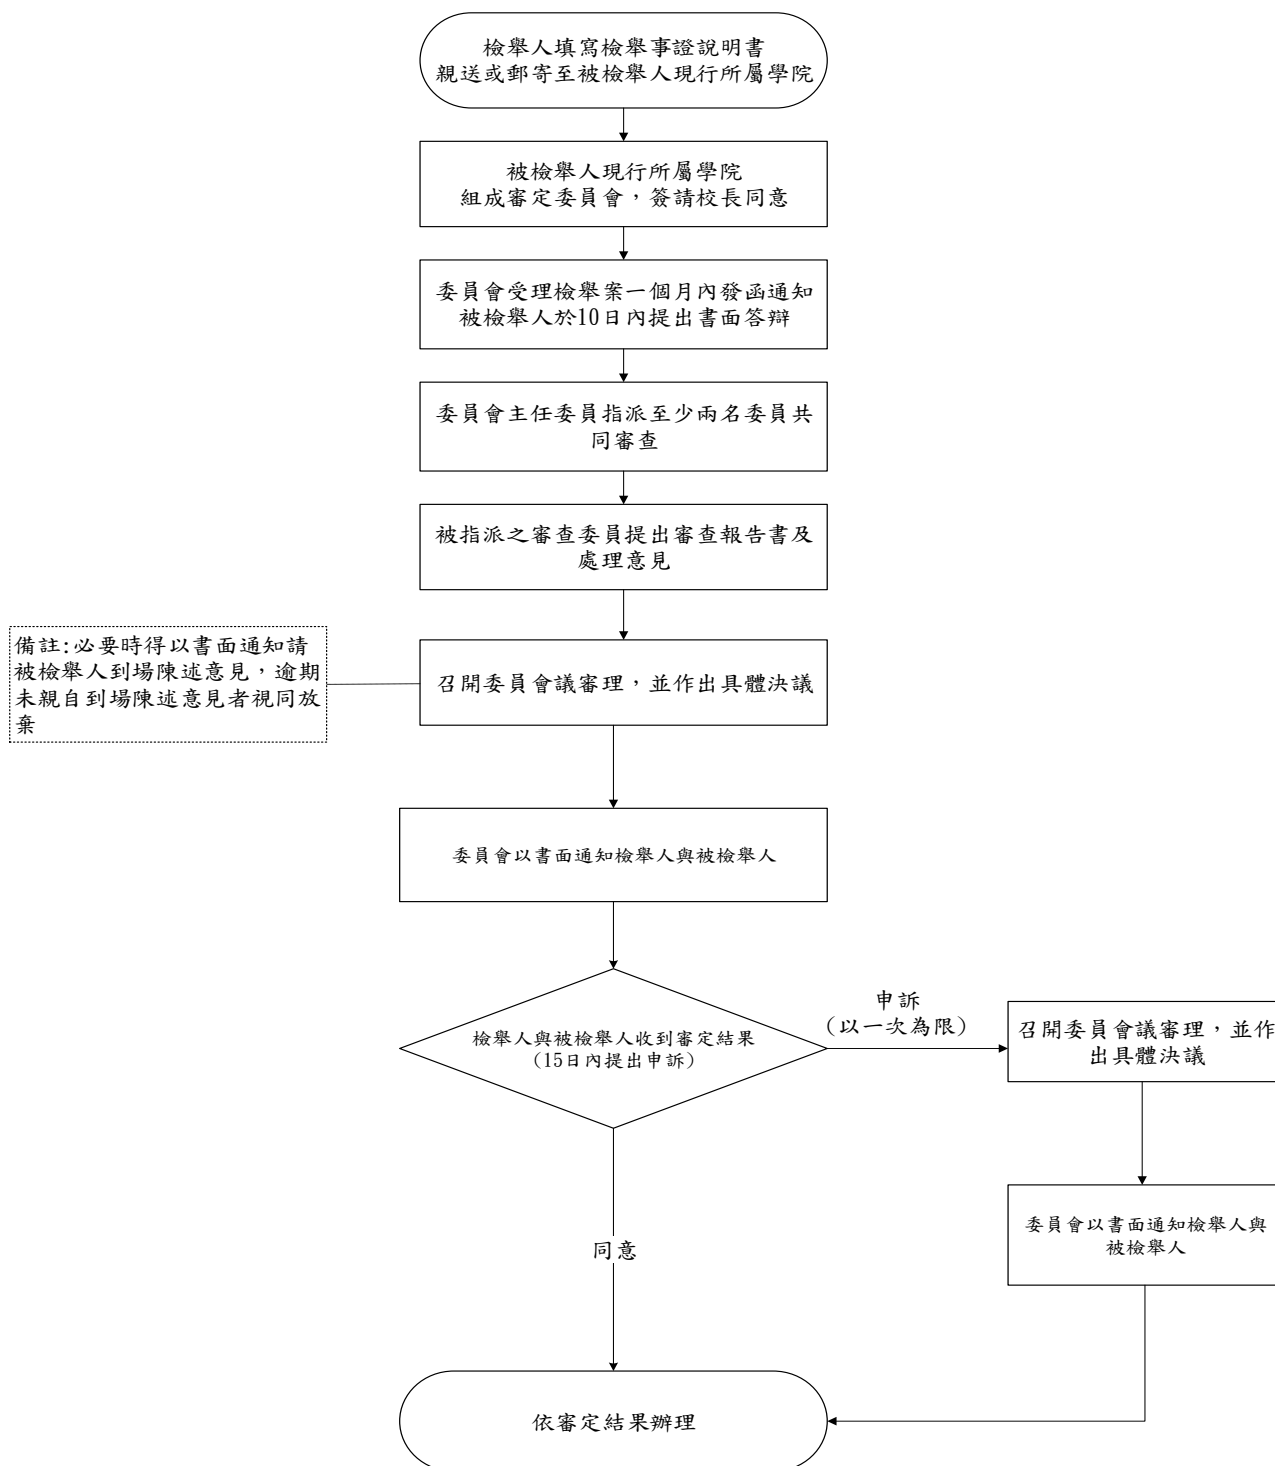 檢舉人填寫檢舉事證說明書
親送或郵寄至被檢舉人現行所屬學院
被檢舉人現行所屬學院
組成審定委員會，簽請校長同意
委員會受理檢舉案一個月內發函通知
被檢舉人於10日內提出書面答辯
委員會主任委員指派至少兩名委員共
同審查
被指派之審查委員提出審查報告書及
處理意見
備註:必要時得以書面通知請
被檢舉人到場陳述意見，逾期
未親自到場陳述意見者視同放
棄
召開委員會議審理，並作出具體決議
委員會以書面通知檢舉人與被檢舉人
檢舉人與被檢舉人收到審定結果
(15日內提出申訴)
申訴
(以一次為限)
召開委員會議審理，並作
出具體決議
委員會以書面通知檢舉人與
被檢舉人
同意
依審定結果辦理